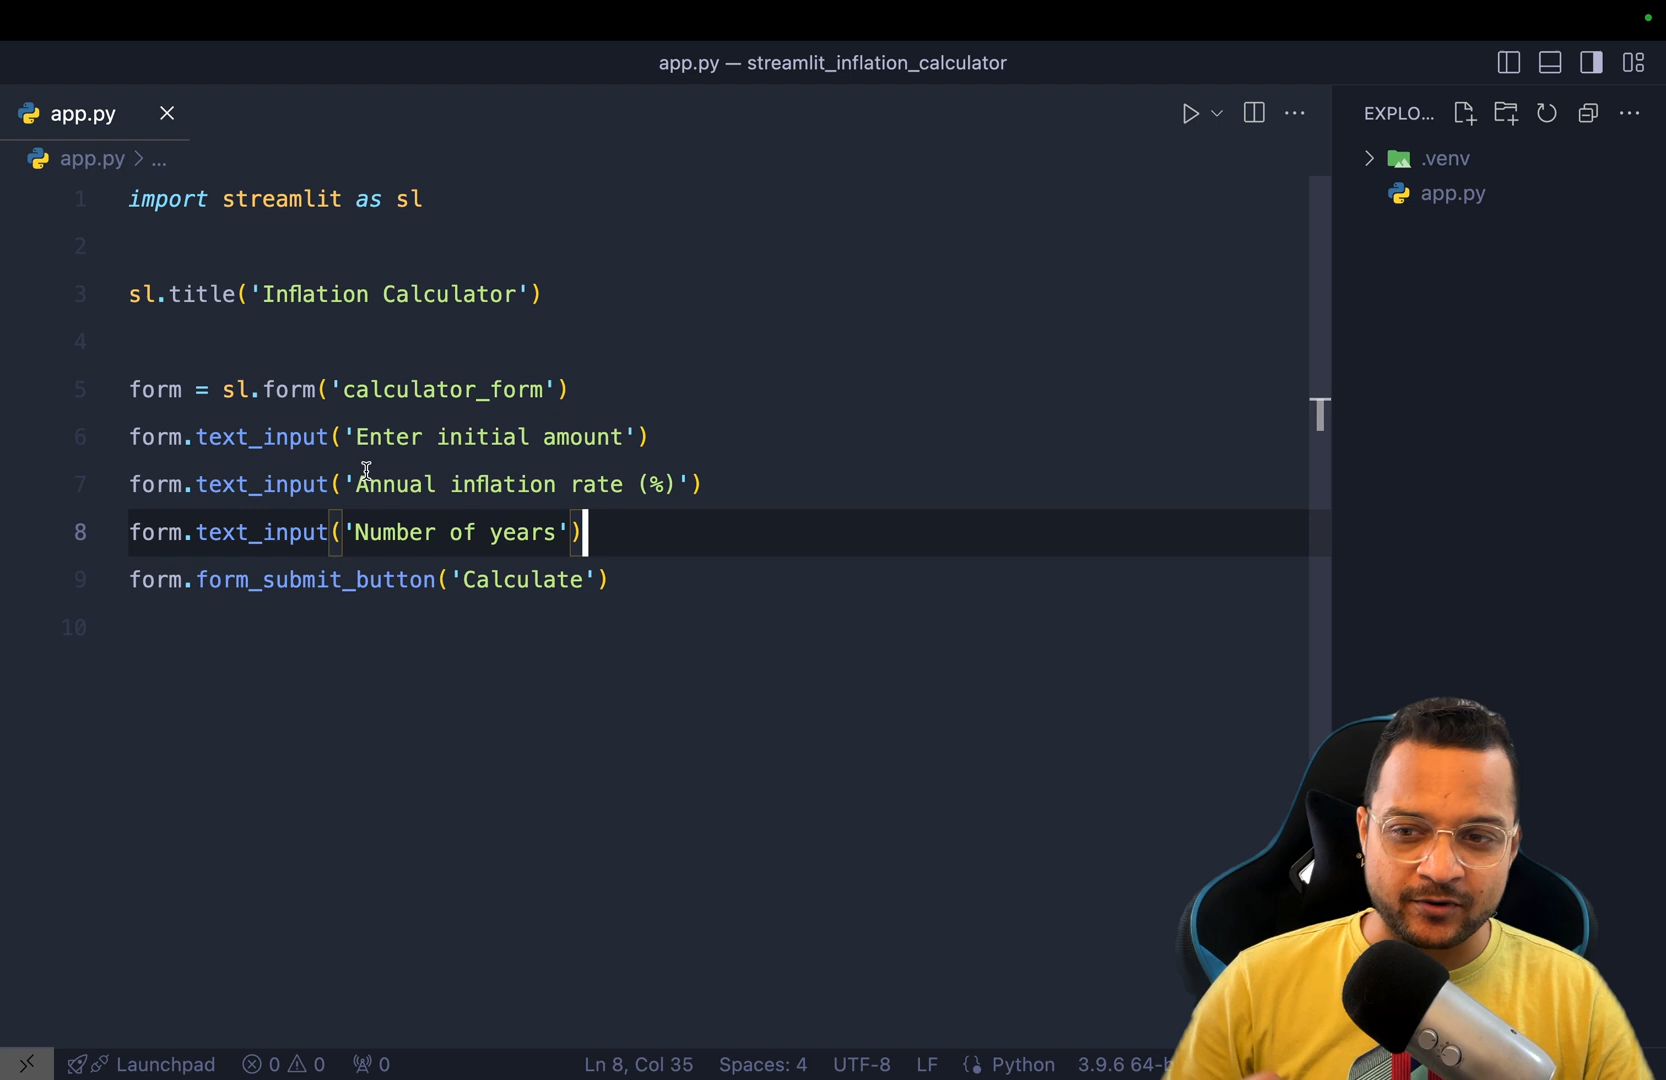 app.py — streamlit_inflation_calculator
app.py
EXPLO...
app.py > ...
.venv
app.py
1 import streamlit as sl
2
3 sl.title('Inflation Calculator')
4
5 form = sl.form('calculator_form')
6 form.text_input('Enter initial amount')
7 form.text_input('Annual inflation rate (%)')
8 form.text_input('Number of years')
9 form.form_submit_button('Calculate')
10
Launchpad 0 0 0 Ln 8, Col 35 Spaces: 4 UTF-8 LF Python 3.9.6